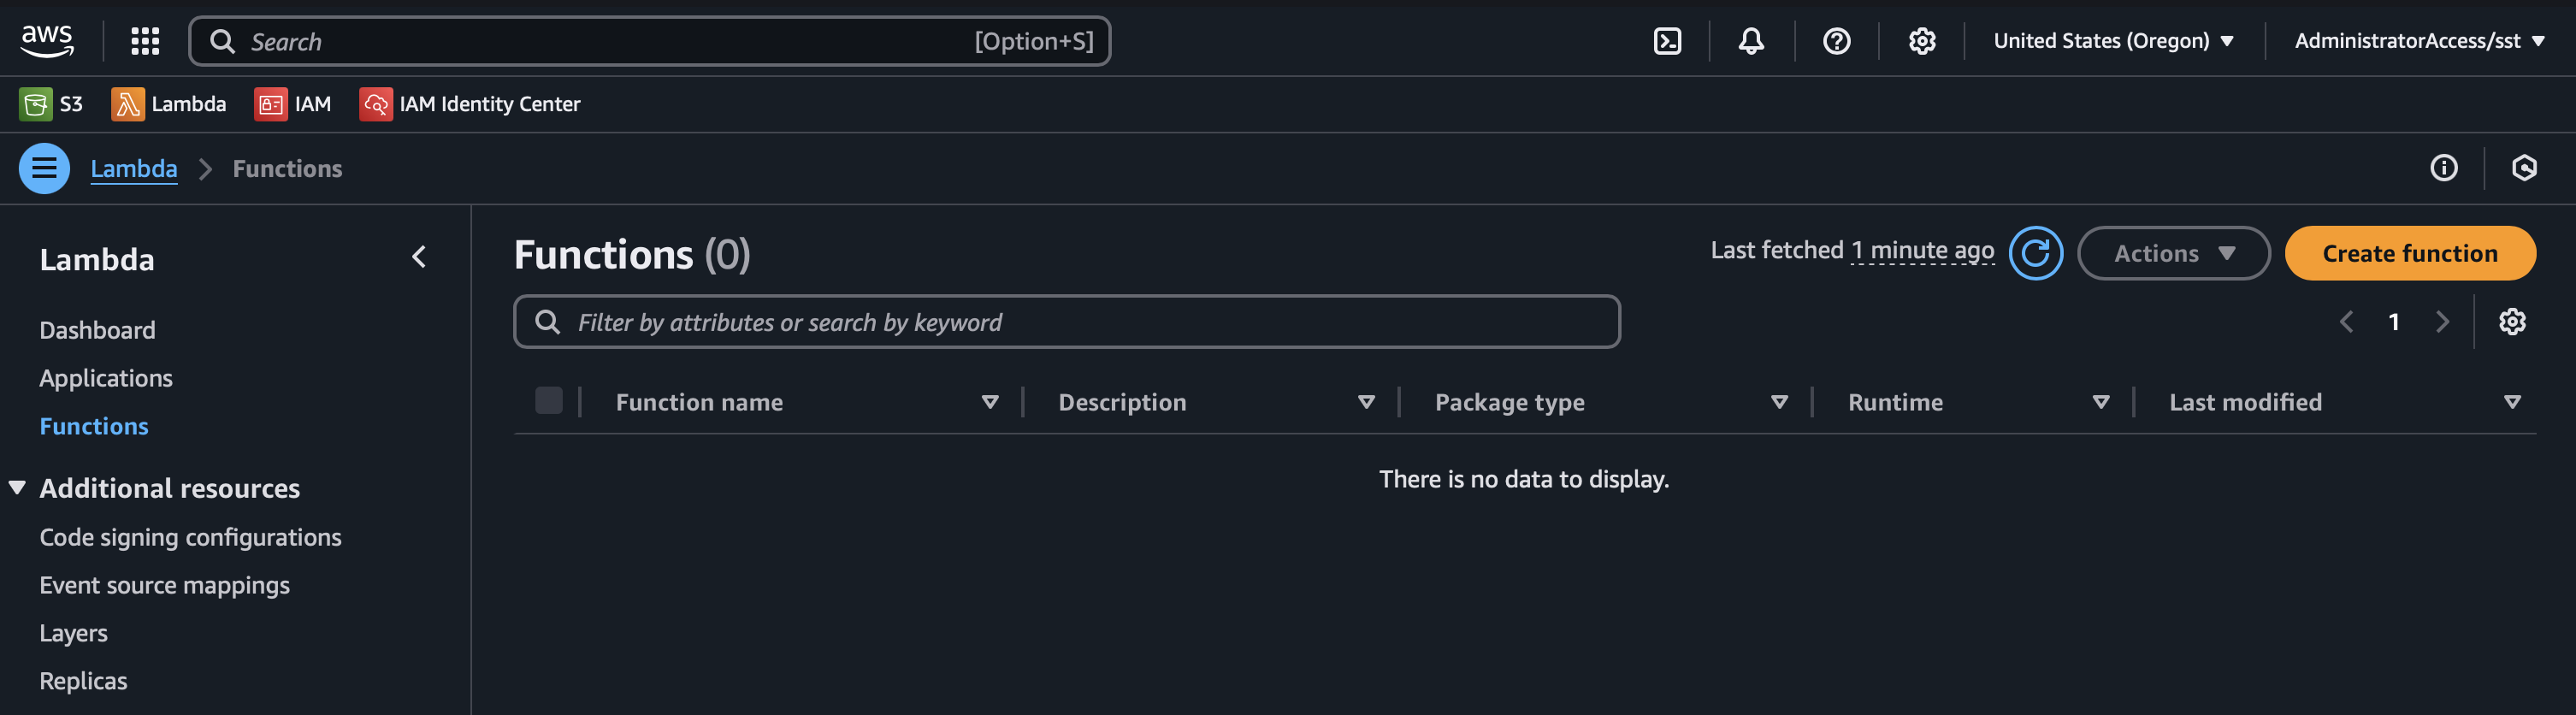 aws
Search [Option+S]
United States (Oregon)
AdministratorAccess/sst
S3
Lambda
IAM
IAM Identity Center
Lambda
Functions
Lambda
Dashboard
Applications
Functions
Additional resources
Code signing configurations
Event source mappings
Layers
Replicas
Functions (0)
Last fetched 1 minute ago
Actions
Create function
Filter by attributes or search by keyword
1
Function name
Description
Package type
Runtime
Last modified
There is no data to display.